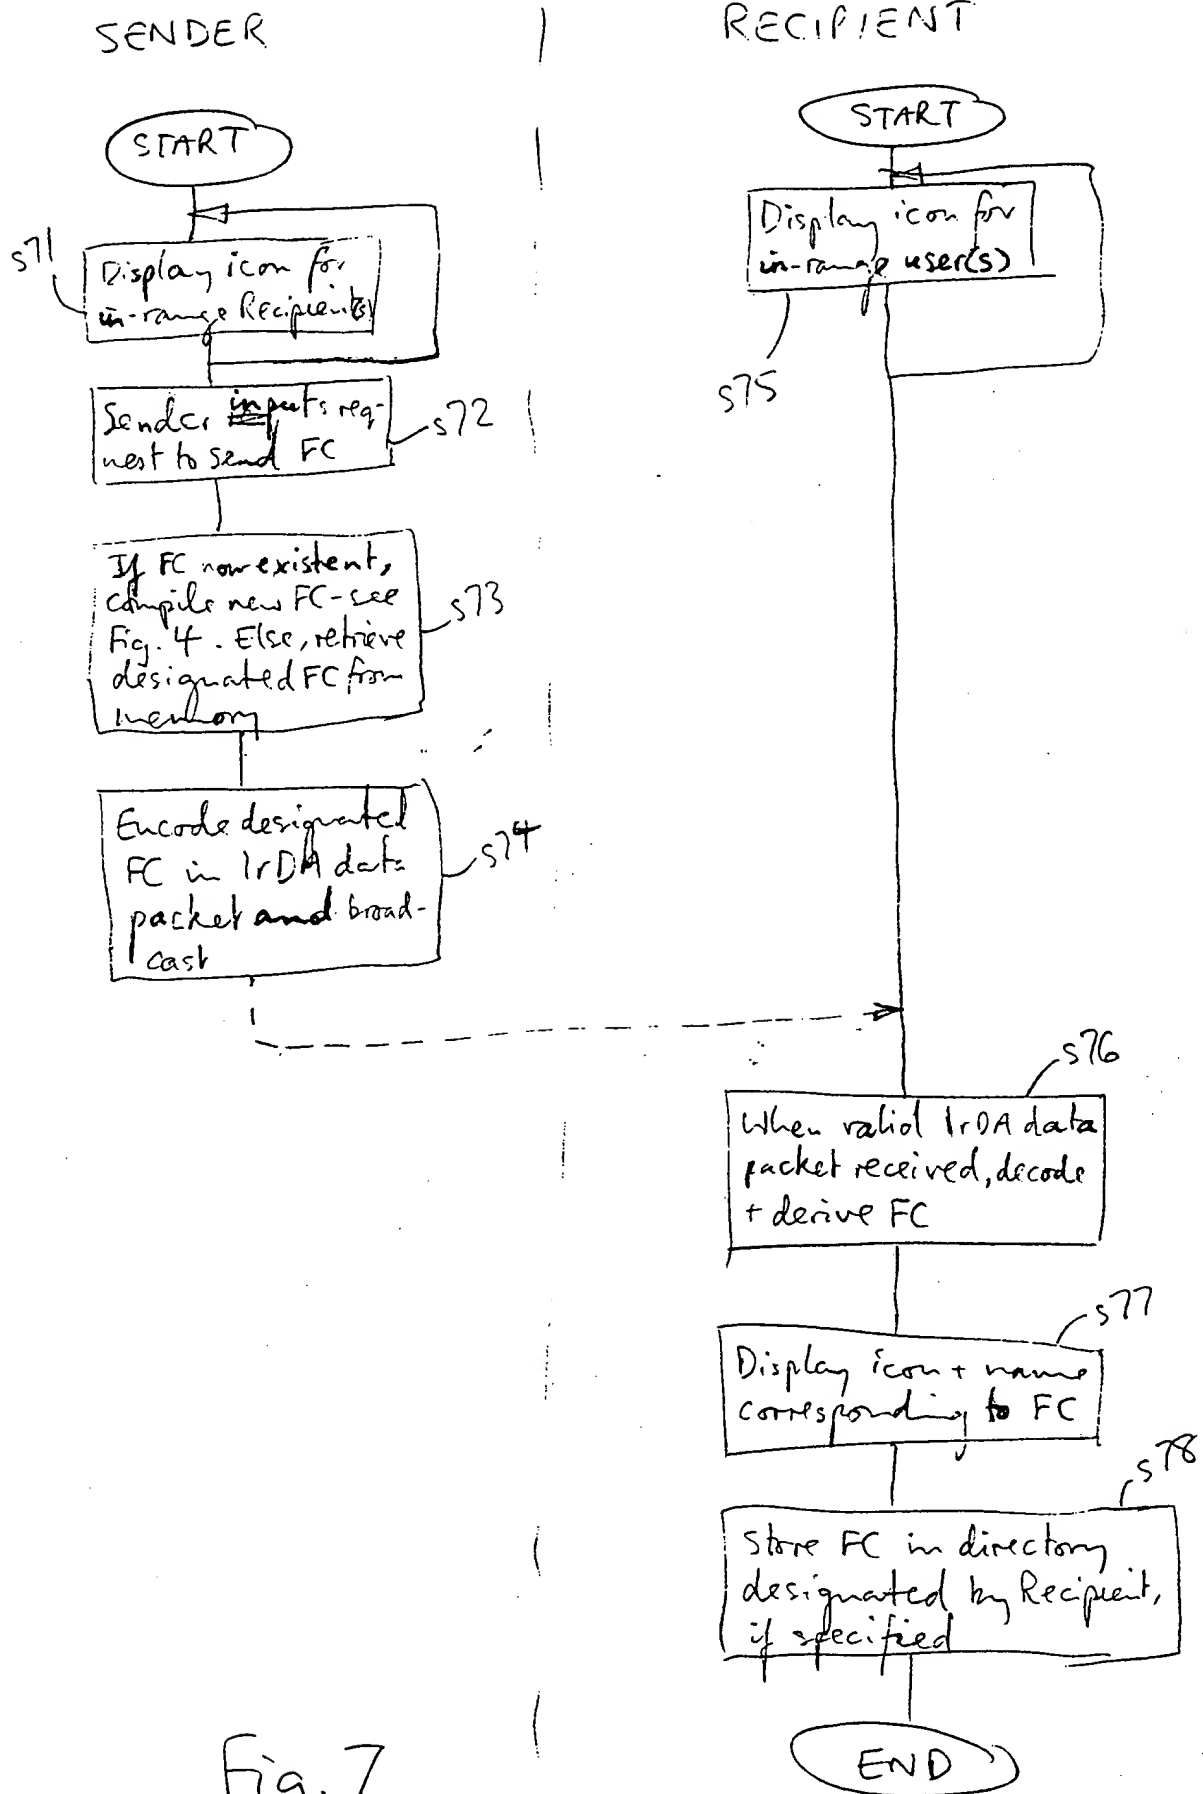 SENDER
RECIPIENT
START
s71
Display icon for
in-range Recipient(s)
Sender inputs req-
uest to send FC
s72
If FC non existent,
compile new FC - see
Fig. 4. Else, retrieve
designated FC from
memory
s73
Encode designated
FC in IrDA data
packet and broad-
cast
s74
START
Display icon for
in-range user(s)
s75
s76
When valid IrDA data
packet received, decode
+ derive FC
s77
Display icon + name
corresponding to FC
s78
Store FC in directory
designated by Recipient,
if specified
END
Fig. 7